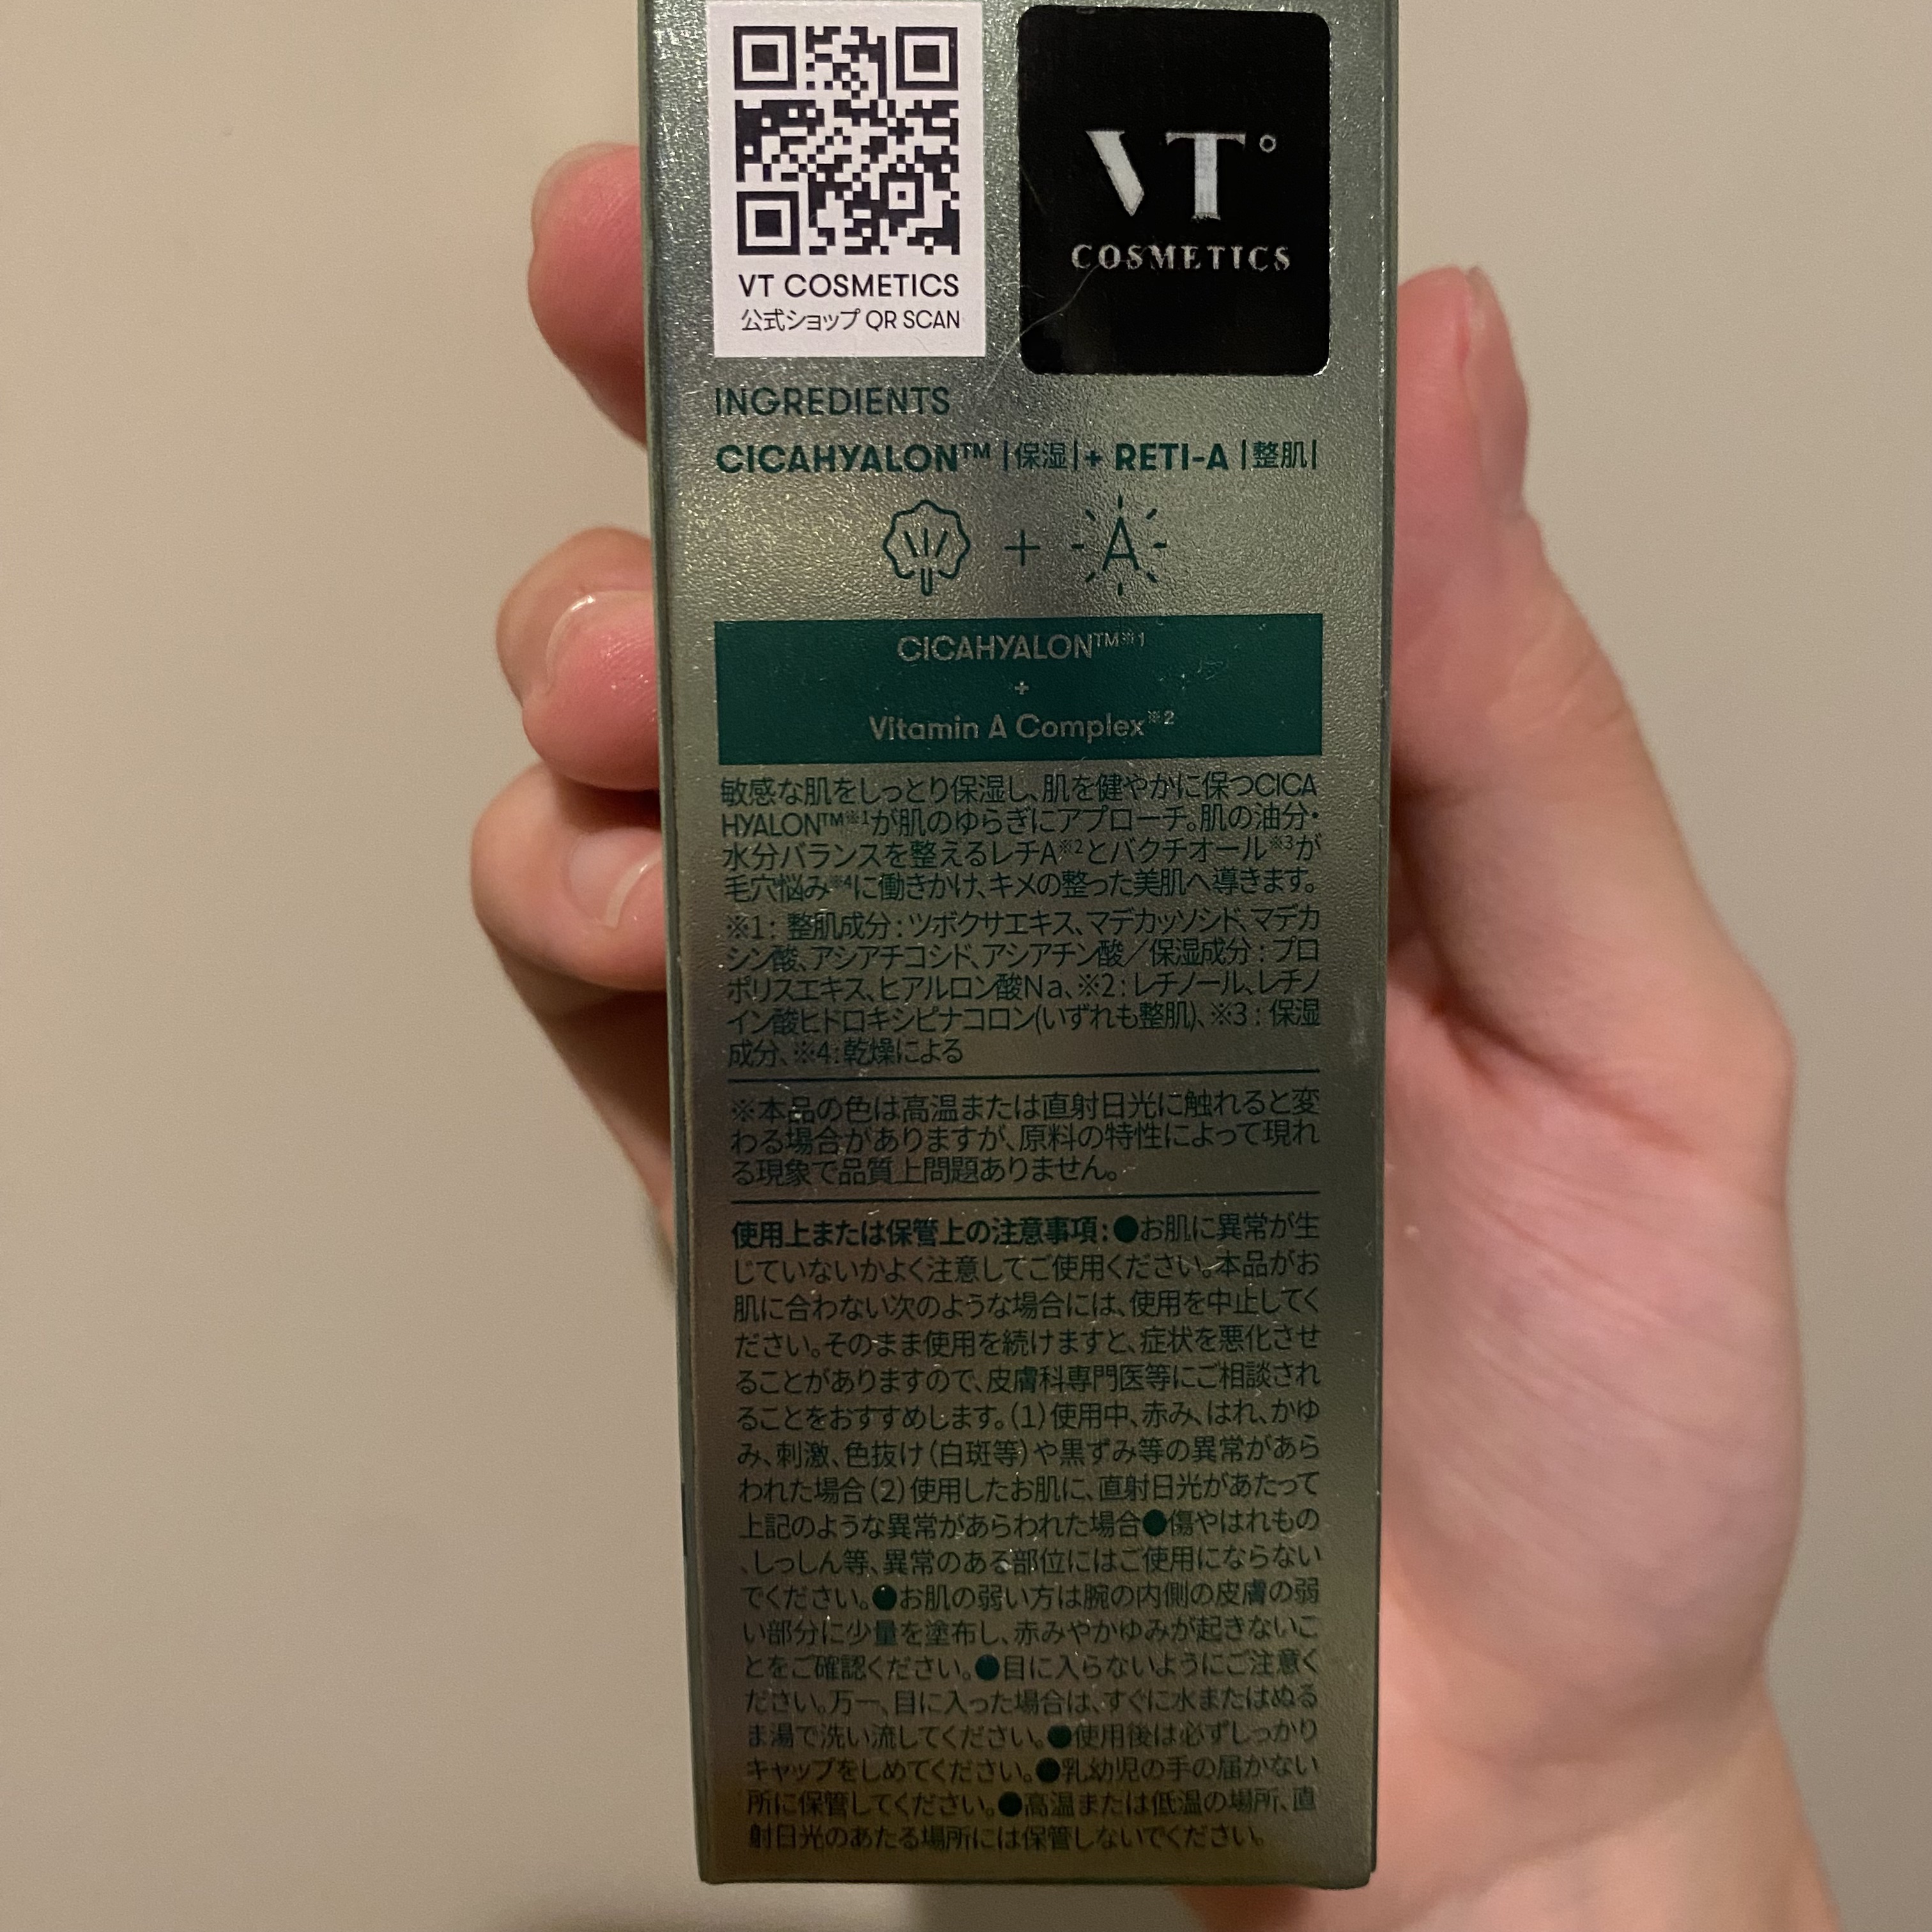 VT COSMETICS
公式ショップ QR SCAN
VT°
COSMETICS
INGREDIENTS
CICAHYALON™ |保湿|+ RETI-A |整肌|
+ A
CICAHYALON™※1
+
Vitamin A Complex※2
敏感な肌をしっとり保湿し、肌を健やかに保つCICA
HYALON™※1が肌のゆらぎにアプローチ。肌の油分・
水分バランスを整えるレチA※2とバクチオール※3が
毛穴悩み※4に働きかけ、キメの整った美肌へ導きます。
※1: 整肌成分 : ツボクサエキス、マデカッソシド、マデカ
シン酸、アシアチコシド、アシアチン酸／保湿成分 : プロ
ポリスエキス、ヒアルロン酸Na、※2 : レチノール、レチノ
イン酸ヒドロキシピナコロン(いずれも整肌)、※3 : 保湿
成分、※4:乾燥による
※本品の色は高温または直射日光に触れると変
わる場合がありますが、原料の特性によって現れ
る現象で品質上問題ありません。
使用上または保管上の注意事項: ●お肌に異常が生
じていないかよく注意してご使用ください。本品がお
肌に合わない次のような場合には、使用を中止してく
ださい。そのまま使用を続けますと、症状を悪化させ
ることがありますので、皮膚科専門医等にご相談され
ることをおすすめします。(1)使用中、赤み、はれ、かゆ
み、刺激、色抜け(白斑等)や黒ずみ等の異常があら
われた場合(2)使用したお肌に、直射日光があたって
上記のような異常があらわれた場合●傷やはれもの
、しっしん等、異常のある部位にはご使用にならない
でください。●お肌の弱い方は腕の内側の皮膚の弱
い部分に少量を塗布し、赤みやかゆみが起きないこ
とをご確認ください。●目に入らないようにご注意く
ださい。万一、目に入った場合は、すぐに水またはぬる
ま湯で洗い流してください。●使用後は必ずしっかり
キャップをしめてください。●乳幼児の手の届かない
所に保管してください。●高温または低温の場所、直
射日光のあたる場所には保管しないでください。